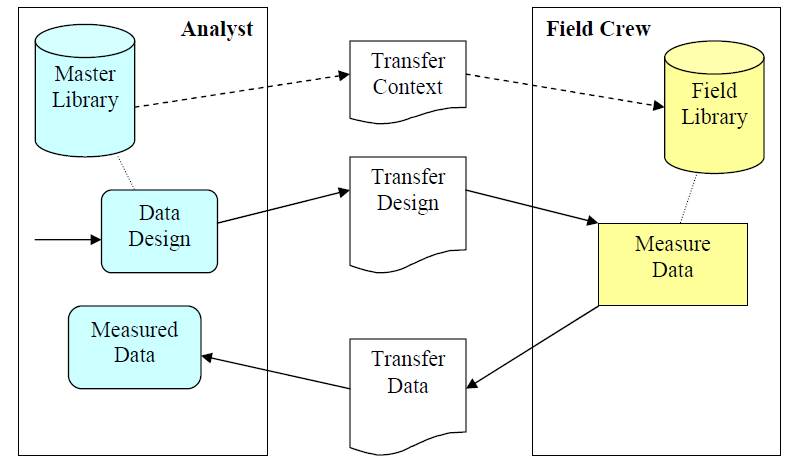 Analyst
Field Crew
Master
Library
Transfer
Context
Field
Library
Data
Design
Transfer
Design
Measure
Data
Measured
Data
Transfer
Data